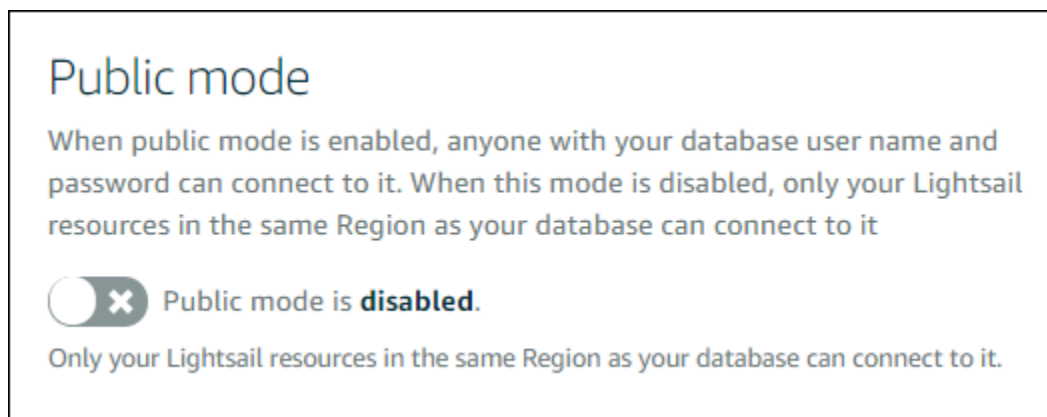 Public mode
When public mode is enabled, anyone with your database user name and
password can connect to it. When this mode is disabled, only your Lightsail
resources in the same Region as your database can connect to it
Public mode is disabled.
Only your Lightsail resources in the same Region as your database can connect to it.